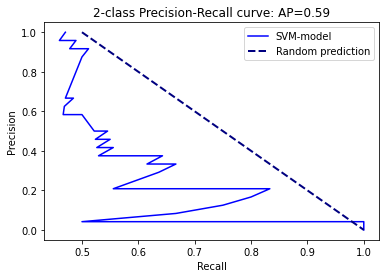 2-class Precision-Recall curve: AP=0.59
SVM-model
Random prediction
Precision
1.0
0.8
0.6
0.4
0.2
0.0
0.5
0.6
0.7
0.8
0.9
1.0
Recall